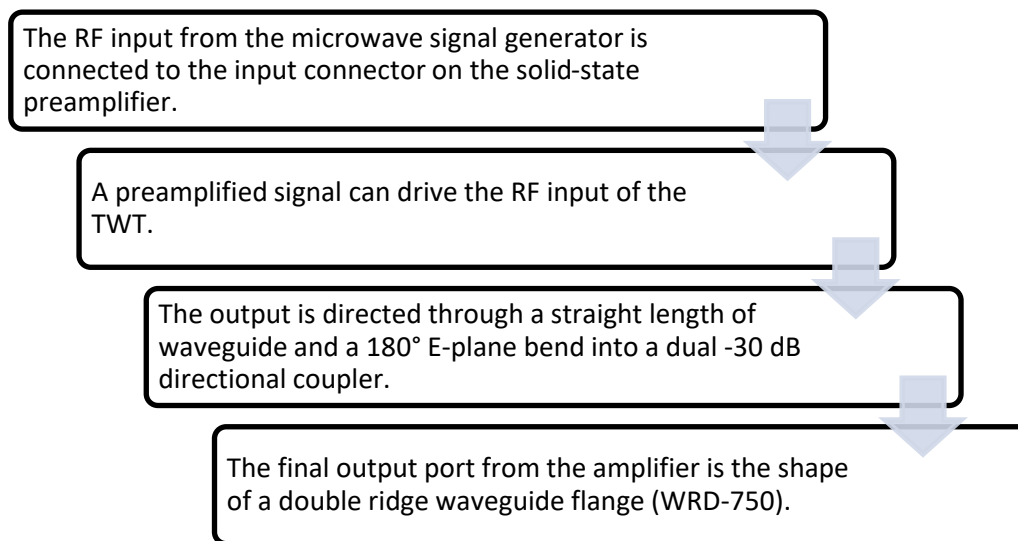 The RF input from the microwave signal generator is
connected to the input connector on the solid-state
preamplifier.
A preamplified signal can drive the RF input of the
TWT.
The output is directed through a straight length of
waveguide and a 180° E-plane bend into a dual -30 dB
directional coupler.
The final output port from the amplifier is the shape
of a double ridge waveguide flange (WRD-750).